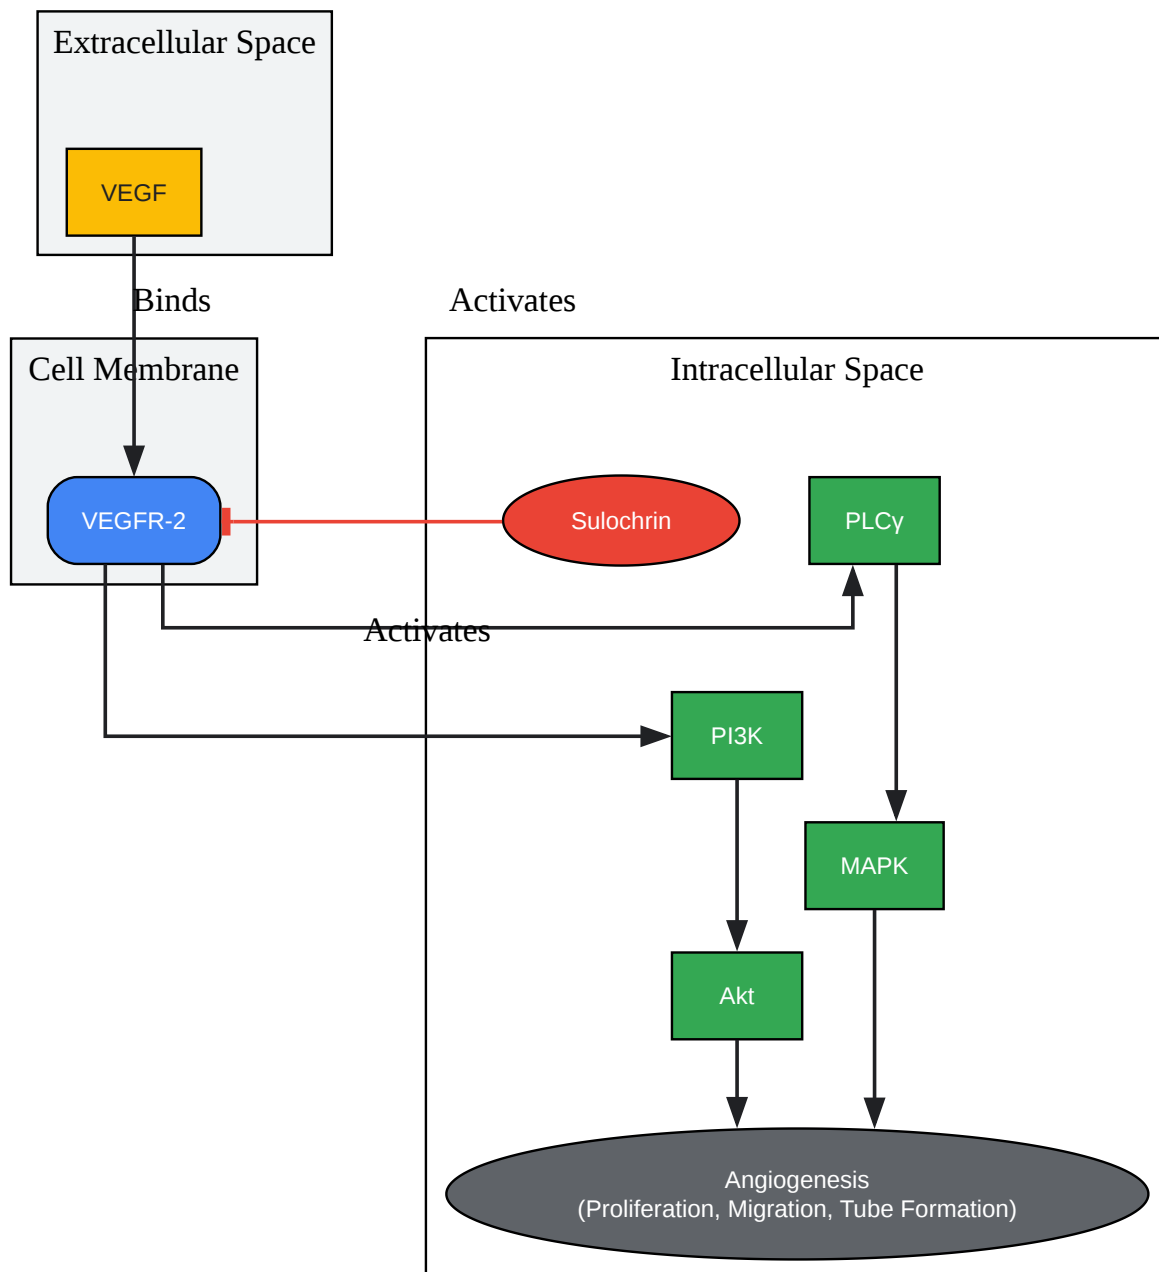 Extracellular Space
VEGF
Binds
Activates
Cell Membrane
Intracellular Space
VEGFR-2
Sulochrin
PLCγ
Activates
PI3K
MAPK
Akt
Angiogenesis
(Proliferation, Migration, Tube Formation)